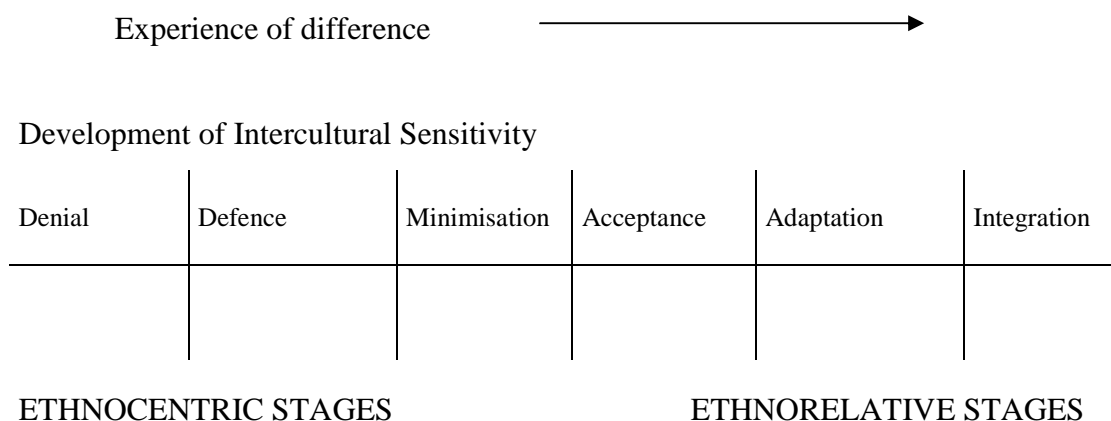 Experience of difference
Development of Intercultural Sensitivity
Denial Defence Minimisation Acceptance Adaptation Integration
ETHNOCENTRIC STAGES ETHNORELATIVE STAGES